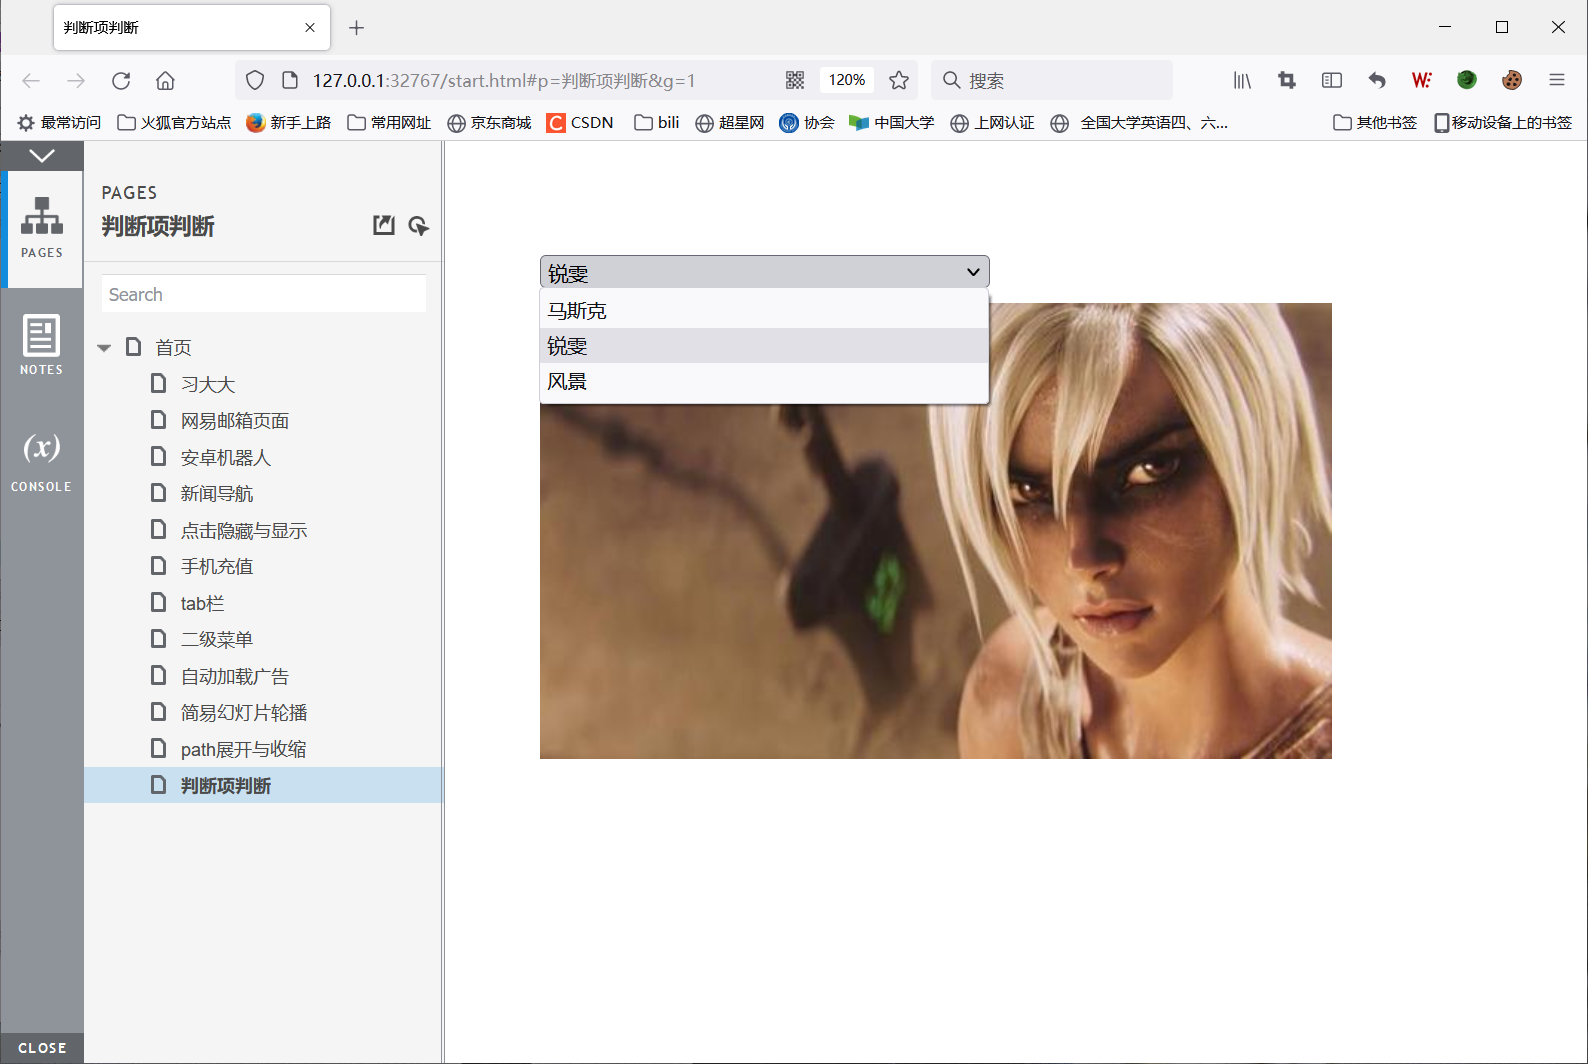 判断项判断
127.0.0.1:32767/start.html#p=判断项判断&g=1
120%
搜索
最常访问
火狐官方站点
新手上路
常用网址
京东商城
CSDN
bili
超星网
协会
中国大学
上网认证
全国大学英语四、六...
其他书签
移动设备上的书签
PAGES
NOTES
(x)
CONSOLE
CLOSE
PAGES
判断项判断
Search
首页
习大大
网易邮箱页面
安卓机器人
新闻导航
点击隐藏与显示
手机充值
tab栏
二级菜单
自动加载广告
简易幻灯片轮播
path展开与收缩
判断项判断
锐雯
马斯克
锐雯
风景